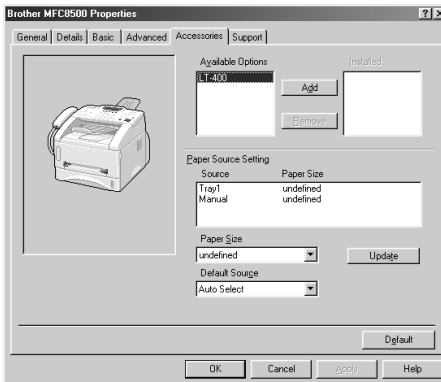 Brother MFC8500 Properties
General Details Basic Advanced Accessories Support
Available Options Installed
LT-400
Add
Remove
Paper Source Setting
Source Paper Size
Tray1 undefined
Manual undefined
Paper Size
undefined Update
Default Source
Auto Select
Default
OK Cancel Apply Help